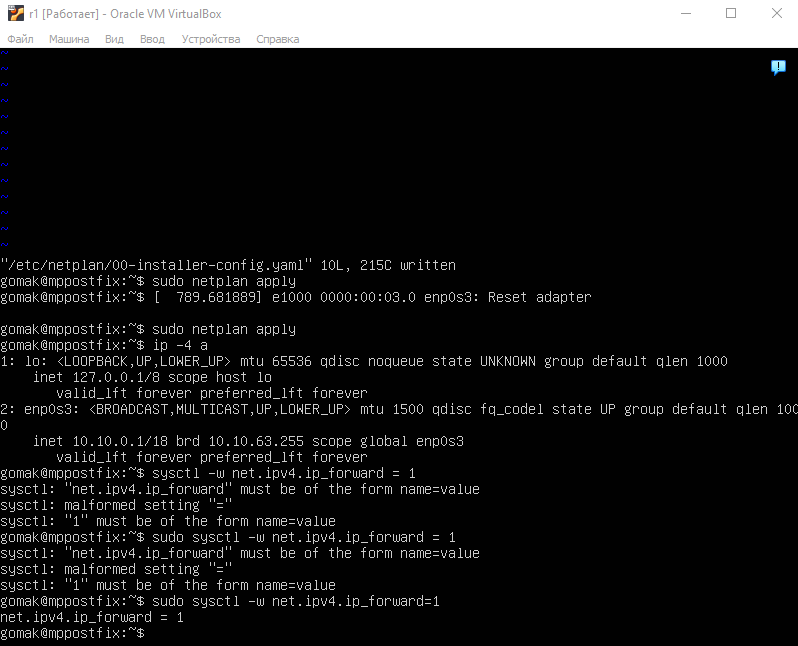 r1 [Работает] - Oracle VM VirtualBox
Файл Машина Вид Ввод Устройства Справка
~
~
~
~
~
~
~
~
~
~
~
~
~
"/etc/netplan/00-installer-config.yaml" 10L, 215C written
gomak@mppostfix:~$ sudo netplan apply
gomak@mppostfix:~$ [  789.681889] e1000 0000:00:03.0 enp0s3: Reset adapter
gomak@mppostfix:~$ sudo netplan apply
gomak@mppostfix:~$ ip -4 a
1: lo: <LOOPBACK,UP,LOWER_UP> mtu 65536 qdisc noqueue state UNKNOWN group default qlen 1000
    inet 127.0.0.1/8 scope host lo
       valid_lft forever preferred_lft forever
2: enp0s3: <BROADCAST,MULTICAST,UP,LOWER_UP> mtu 1500 qdisc fq_codel state UP group default qlen 100
0
    inet 10.10.0.1/18 brd 10.10.63.255 scope global enp0s3
       valid_lft forever preferred_lft forever
gomak@mppostfix:~$ sysctl -w net.ipv4.ip_forward = 1
sysctl: "net.ipv4.ip_forward" must be of the form name=value
sysctl: malformed setting "="
sysctl: "1" must be of the form name=value
gomak@mppostfix:~$ sudo sysctl -w net.ipv4.ip_forward = 1
sysctl: "net.ipv4.ip_forward" must be of the form name=value
sysctl: malformed setting "="
sysctl: "1" must be of the form name=value
gomak@mppostfix:~$ sudo sysctl -w net.ipv4.ip_forward=1
net.ipv4.ip_forward = 1
gomak@mppostfix:~$